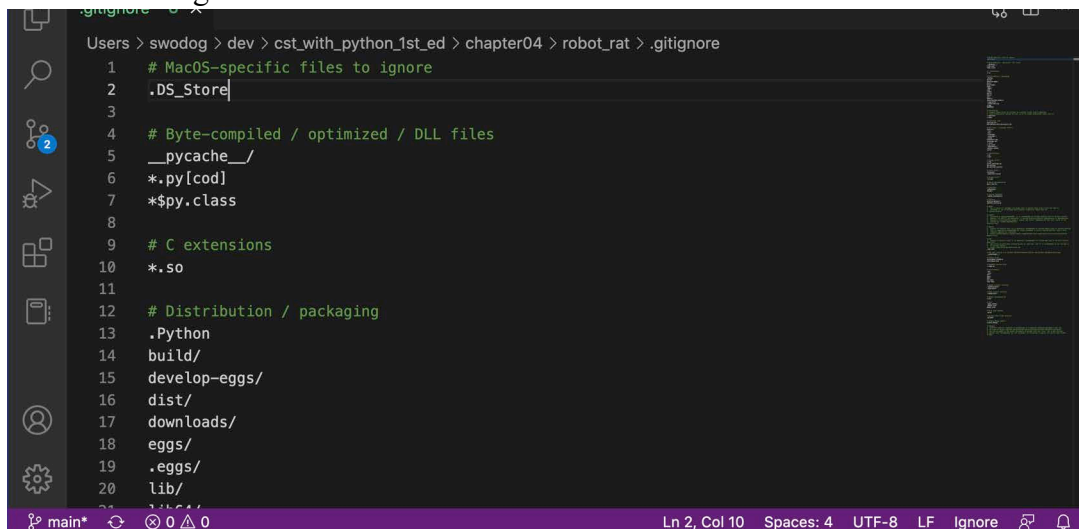 .gitignore
Users > swodog > dev > cst_with_python_1st_ed > chapter04 > robot_rat > .gitignore
1 # MacOS-specific files to ignore
2 .DS_Store
3
4 # Byte-compiled / optimized / DLL files
5 __pycache__/
6 *.py[cod]
7 *$py.class
8
9 # C extensions
10 *.so
11
12 # Distribution / packaging
13 .Python
14 build/
15 develop-eggs/
16 dist/
17 downloads/
18 eggs/
19 .eggs/
20 lib/
21 lib64/
2
main* 0 0 Ln 2, Col 10 Spaces: 4 UTF-8 LF Ignore